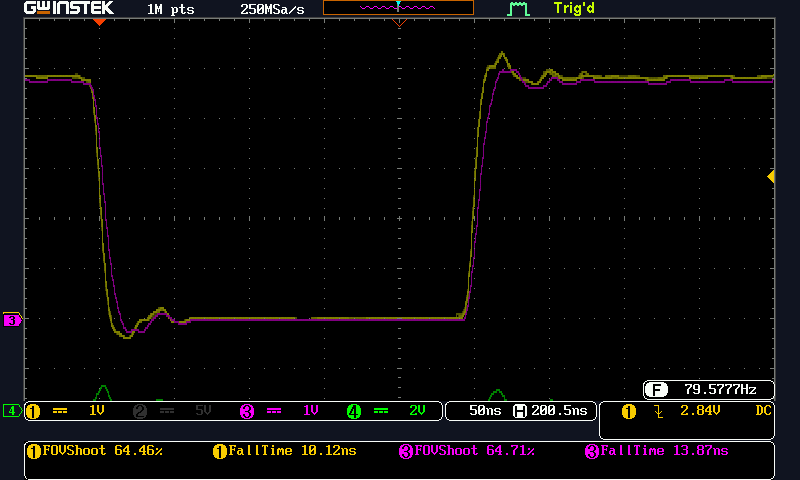 GWINSTEK 1M pts 250MSa/s Trig'd
3
F 79.5777Hz
4 1 1V 2 5V 3 1V 4 2V 50ns H 200.5ns 1 2.84V DC
1 FOVShoot 64.46% 1 FallTime 10.12ns 3 FOVShoot 64.71% 3 FallTime 13.87ns